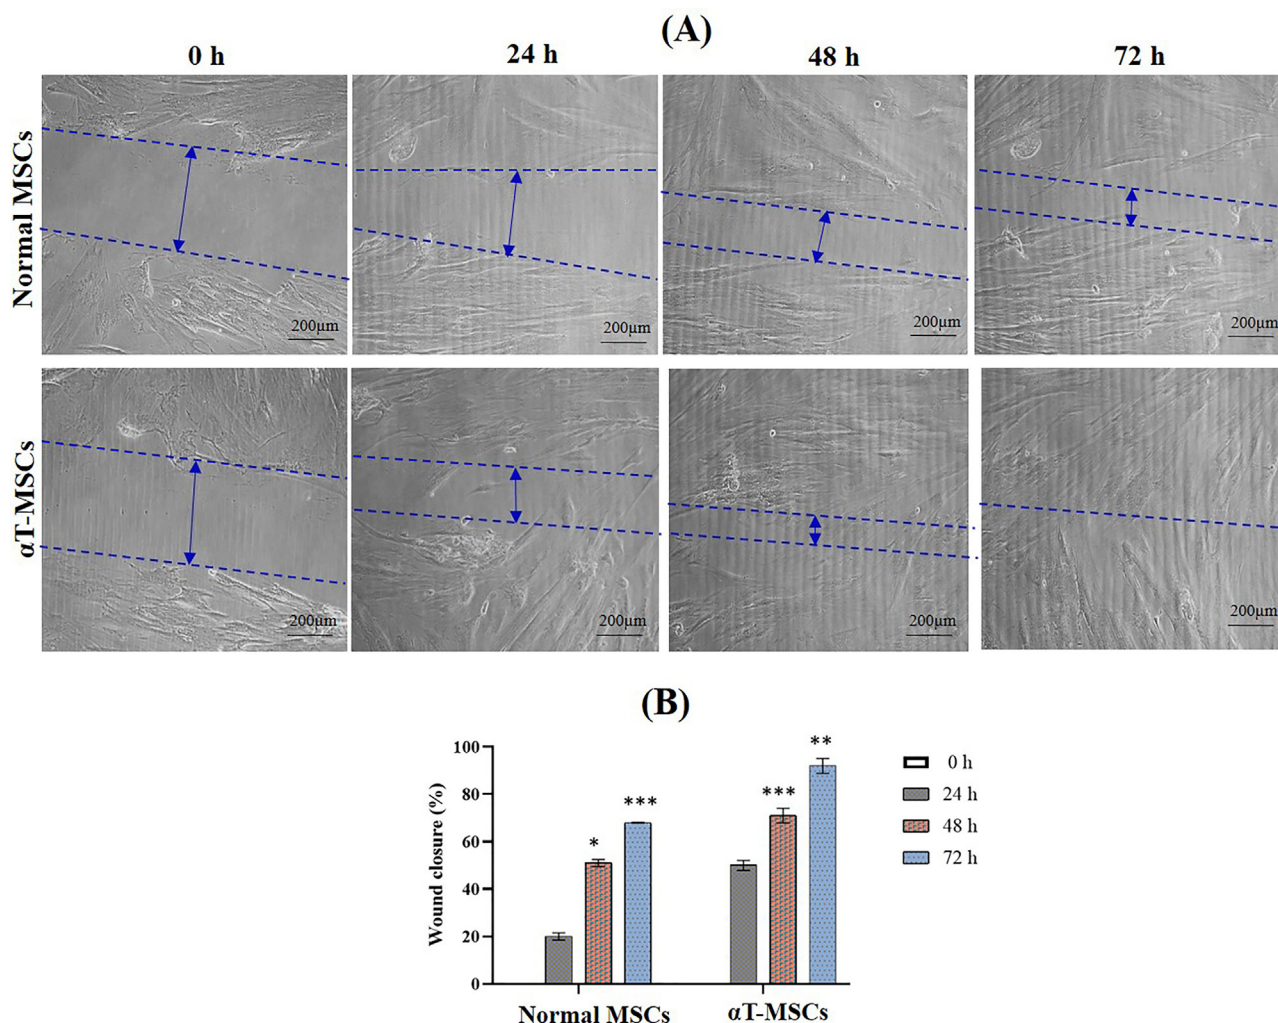 (A)
0 h 24 h 48 h 72 h
Normal MSCs
200μm 200μm 200μm 200μm
αT-MSCs
200μm 200μm 200μm 200μm
(B)
Wound closure (%)
100
80
60
40
20
0
* *** *** **
Normal MSCs αT-MSCs
0 h
24 h
48 h
72 h